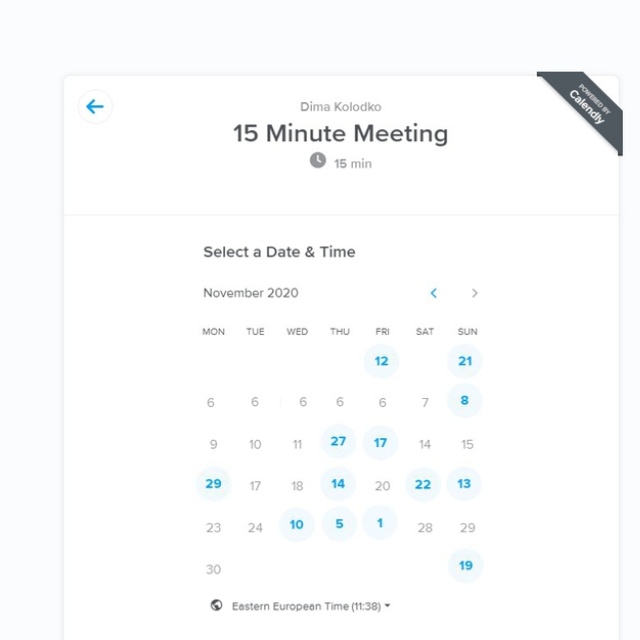 POWERED BY
Calendly
Dima Kolodko
15 Minute Meeting
15 min
Select a Date & Time
November 2020
MON TUE WED THU FRI SAT SUN
12 21
6 6 6 6 6 7 8
9 10 11 27 17 14 15
29 17 18 14 20 22 13
23 24 10 5 1 28 29
30 19
Eastern European Time (11:38)